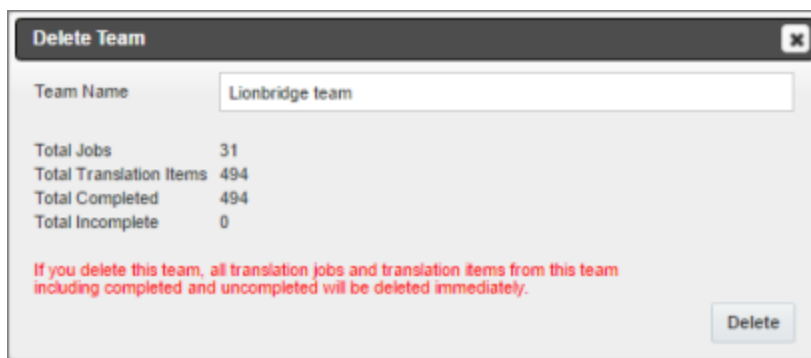 Delete Team
Team Name Lionbridge team
Total Jobs 31
Total Translation Items 494
Total Completed 494
Total Incomplete 0
If you delete this team, all translation jobs and translation items from this team
including completed and uncompleted will be deleted immediately.
Delete